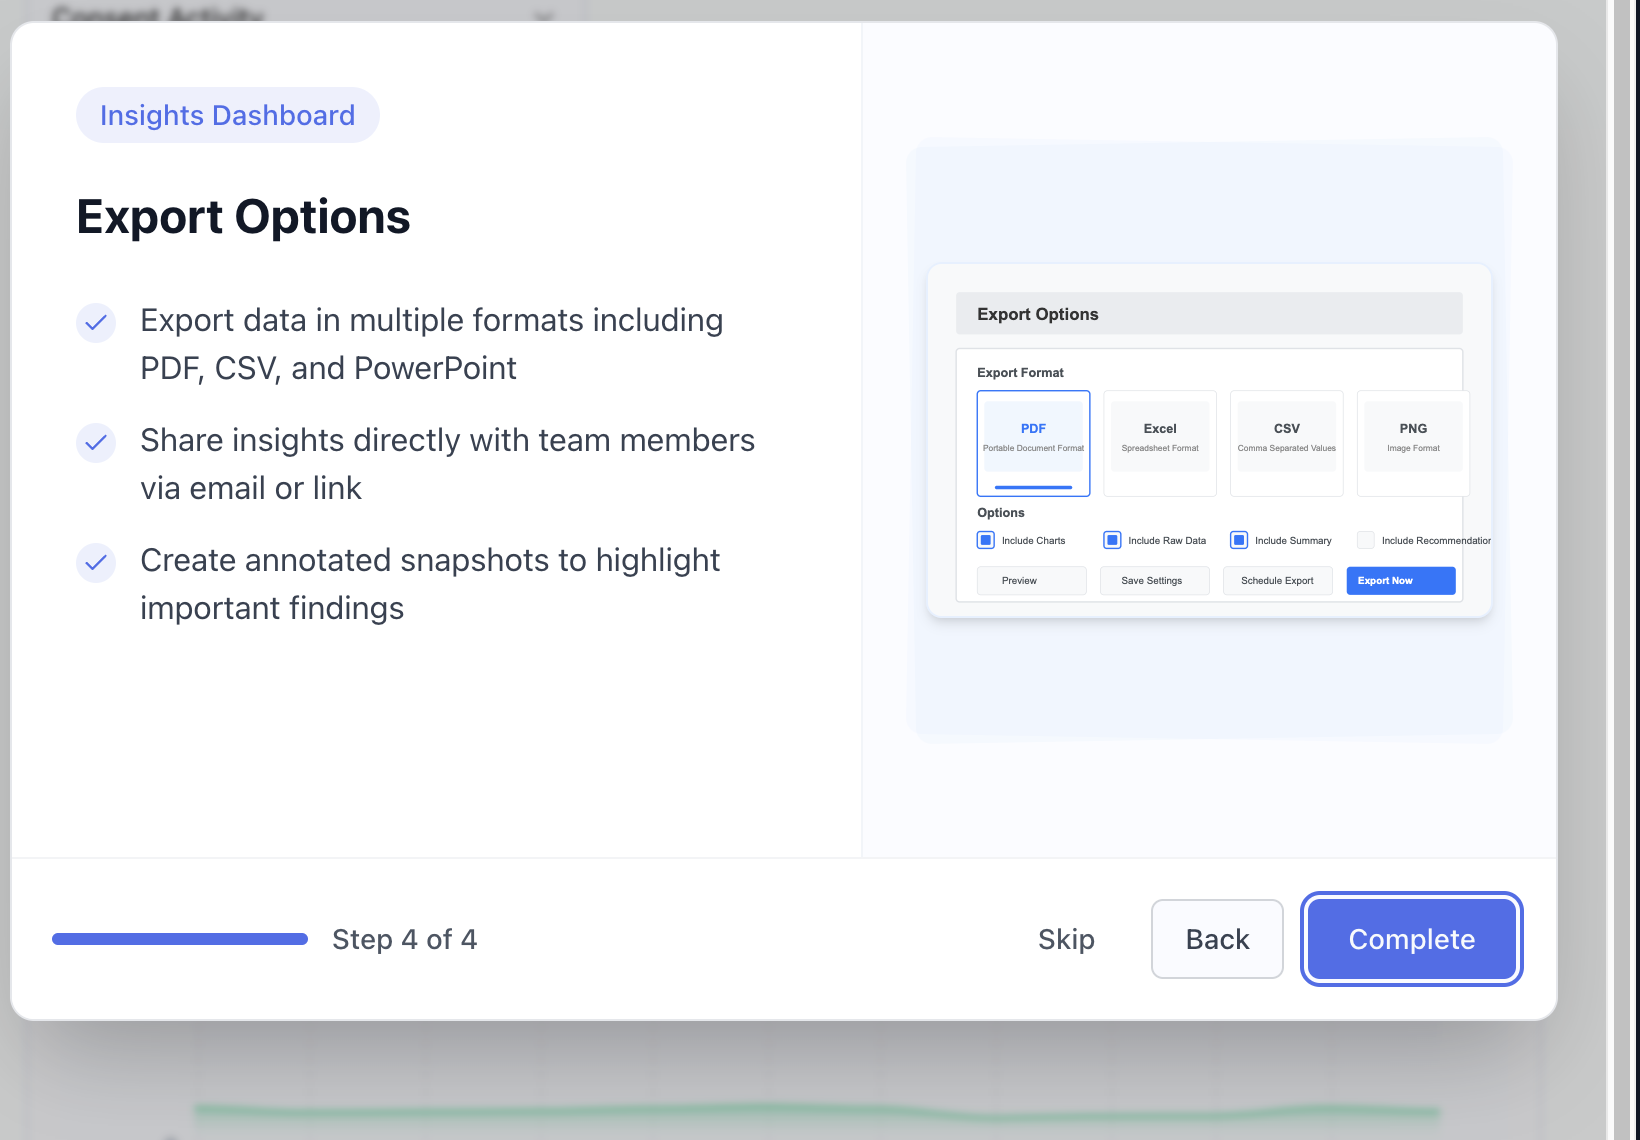 Consent Activity
Insights Dashboard
Export Options
Export data in multiple formats including
PDF, CSV, and PowerPoint
Share insights directly with team members
via email or link
Create annotated snapshots to highlight
important findings
Export Options
Export Format
PDF
Portable Document Format
Excel
Spreadsheet Format
CSV
Comma Separated Values
PNG
Image Format
Options
Include Charts
Include Raw Data
Include Summary
Include Recommendation
Preview
Save Settings
Schedule Export
Export Now
Step 4 of 4
Skip
Back
Complete